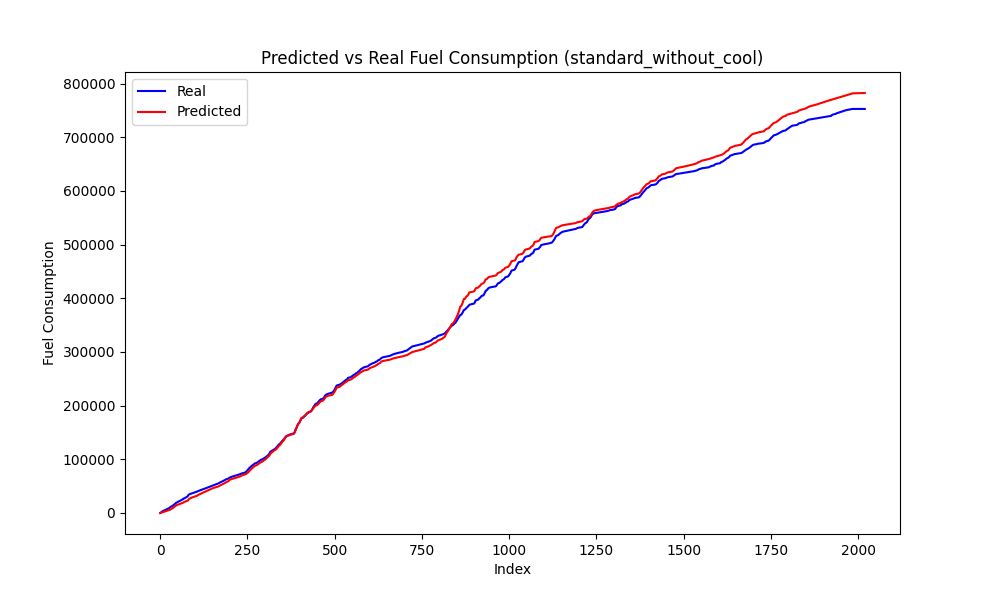 Predicted vs Real Fuel Consumption (standard_without_cool)
Real
Predicted
Fuel Consumption
800000
700000
600000
500000
400000
300000
200000
100000
0
0 250 500 750 1000 1250 1500 1750 2000
Index